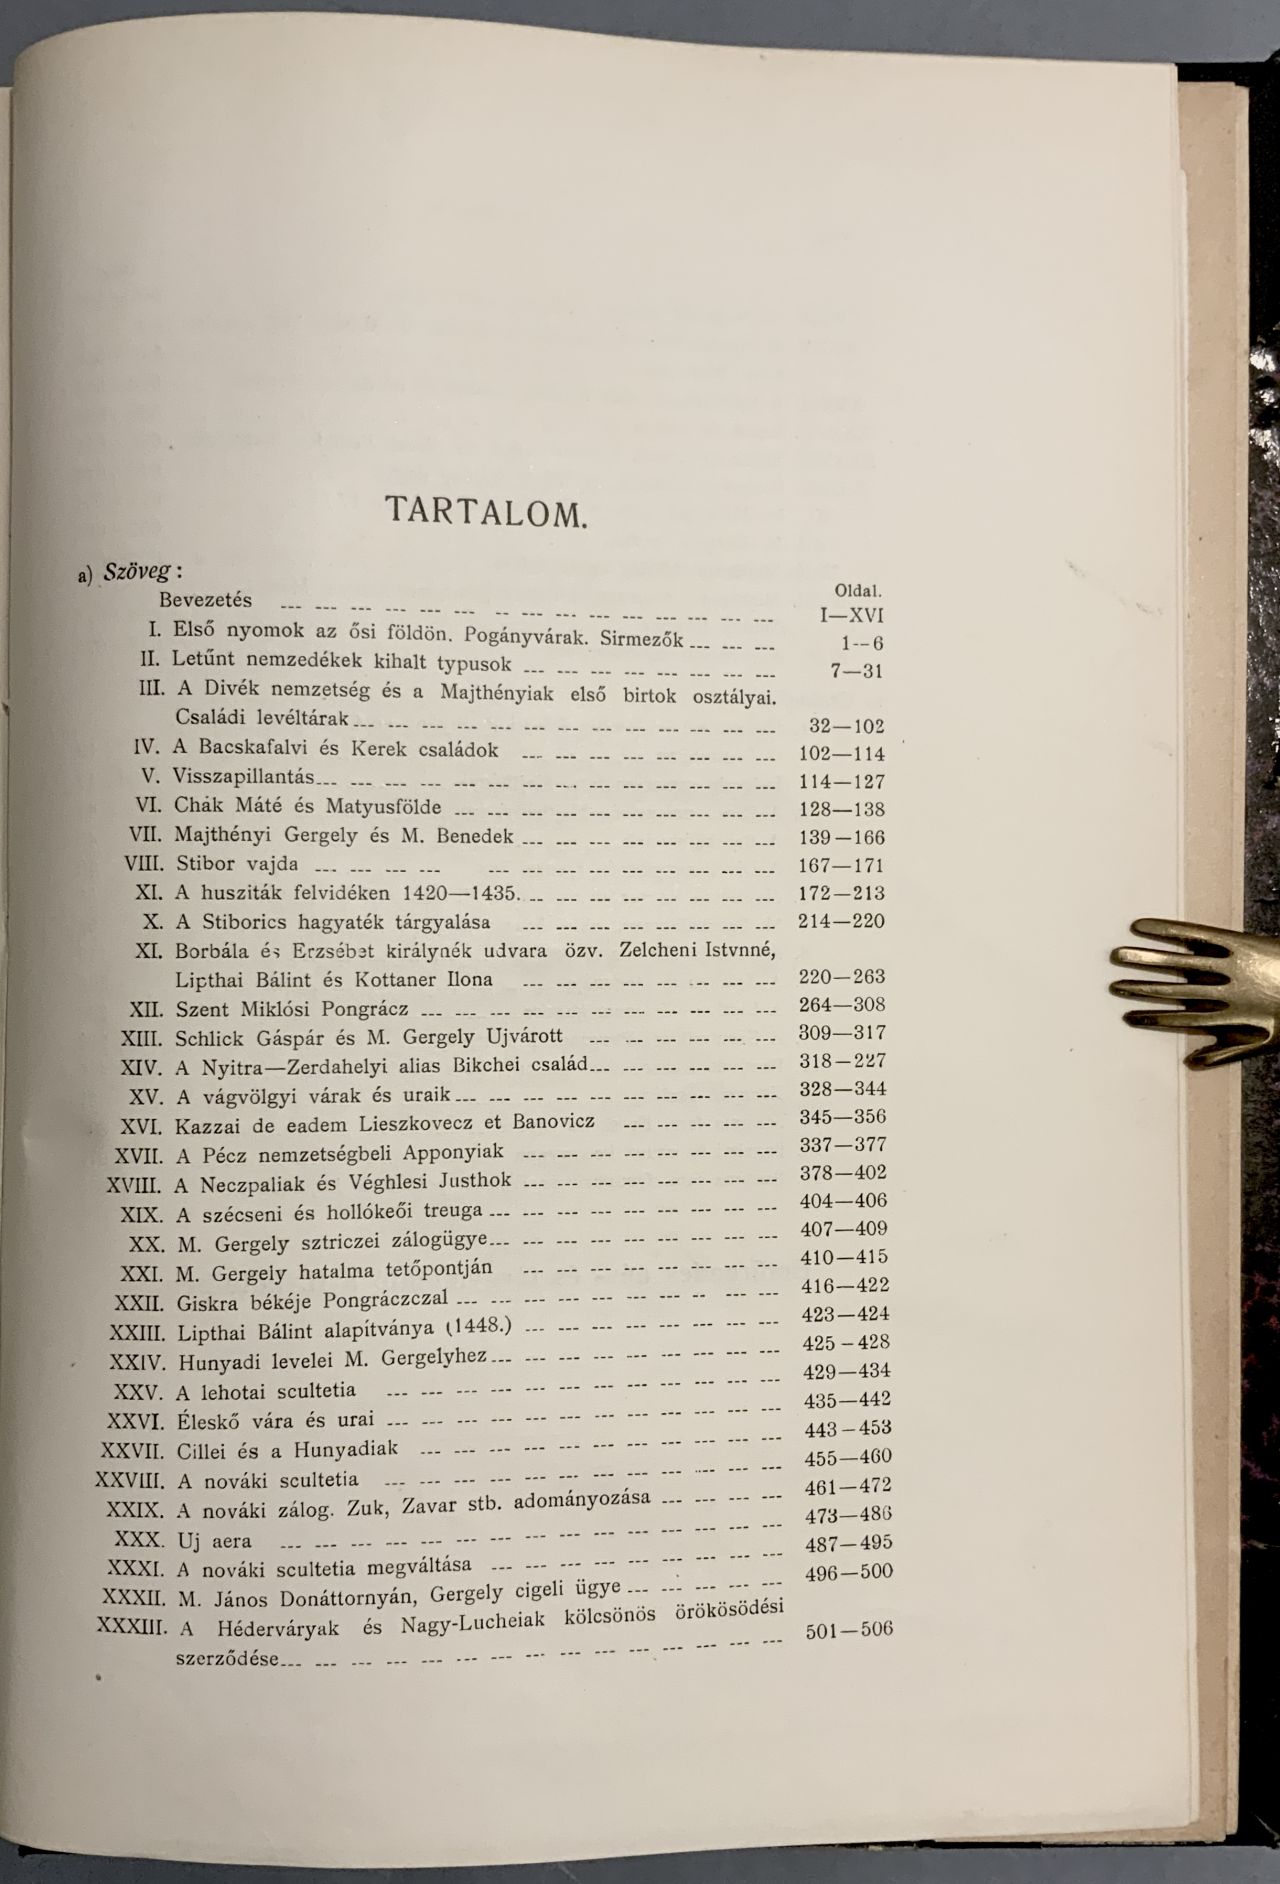 TARTALOM.
a) Szöveg :
Oldal.
Bevezetés --- --- --- --- --- --- -- --- --- --- --- --- --- --- I—XVI
I. Első nyomok az ősi földön. Pogányvárak. Sirmezők --- --- --- 1--6
II. Letűnt nemzedékek kihalt typusok --- --- --- --- --- --- --- --- 7—31
III. A Divék nemzetség és a Majthényiak első birtok osztályai.
Családi levéltárak --- --- --- --- --- --- --- --- --- --- --- --- --- 32—102
IV. A Bacskafalvi és Kerek családok --- --- --- --- --- --- --- --- 102—114
V. Visszapillantás --- --- --- --- --- --- --- --- --- --- --- --- --- --- 114—127
VI. Chák Máté és Matyusfölde --- --- --- --- --- --- --- --- --- --- 128—138
VII. Majthényi Gergely és M. Benedek --- --- --- --- --- --- --- --- 139—166
VIII. Stibor vajda --- --- --- --- --- --- --- --- --- --- --- --- --- 167—171
XI. A husziták felvidéken 1420—1435. --- --- --- --- --- --- --- --- 172—213
X. A Stiborics hagyaték tárgyalása --- --- --- --- --- --- --- --- 214—220
XI. Borbála és Erzsébet királynék udvara özv. Zelcheni Istvnné,
Lipthai Bálint és Kottaner Ilona --- --- --- --- --- --- --- --- 220—263
XII. Szent Miklósi Pongrácz --- --- --- --- --- --- --- --- --- --- --- 264—308
XIII. Schlick Gáspár és M. Gergely Ujvárott --- --- --- --- --- --- 309—317
XIV. A Nyitra—Zerdahelyi alias Bikchei család --- --- --- --- --- --- 318—227
XV. A vágvölgyi várak és uraik --- --- --- --- --- --- --- --- --- --- 328—344
XVI. Kazzai de eadem Lieszkovecz et Banovicz --- --- --- --- --- 345—356
XVII. A Pécz nemzetségbeli Apponyiak --- --- --- --- --- --- --- --- 337—377
XVIII. A Neczpaliak és Véghlesi Justhok --- --- --- --- --- --- --- --- 378—402
XIX. A szécseni és hollókeői treuga --- --- --- --- --- --- --- --- --- 404—406
XX. M. Gergely sztriczei zálogügye --- --- --- --- --- --- --- --- --- 407—409
XXI. M. Gergely hatalma tetőpontján --- --- --- --- --- --- --- --- 410—415
XXII. Giskra békéje Pongráczczal --- --- --- --- --- --- --- -- --- --- 416—422
XXIII. Lipthai Bálint alapítványa (1448.) --- --- --- --- --- --- --- --- 423—424
XXIV. Hunyadi levelei M. Gergelyhez --- --- --- --- --- --- --- --- --- 425—428
XXV. A lehotai scultetia --- --- --- --- --- --- --- --- --- --- --- --- 429—434
XXVI. Éleskő vára és urai --- --- --- --- --- --- --- --- --- --- --- --- 435—442
XXVII. Cillei és a Hunyadiak --- --- --- --- --- --- --- --- --- --- --- 443—453
XXVIII. A nováki scultetia --- --- --- --- --- --- --- --- --- --- --- --- 455—460
XXIX. A nováki zálog. Zuk, Zavar stb. adományozása --- --- --- --- 461—472
XXX. Uj aera --- --- --- --- --- --- --- --- --- --- --- --- --- --- --- 473—486
XXXI. A nováki scultetia megváltása --- --- --- --- --- --- --- --- --- 487—495
XXXII. M. János Donáttornyán, Gergely cigeli ügye --- --- --- --- --- 496—500
XXXIII. A Héderváryak és Nagy-Lucheiak kölcsönös örökösödési
szerződése --- --- --- --- --- --- --- --- --- --- --- --- --- --- --- 501—506